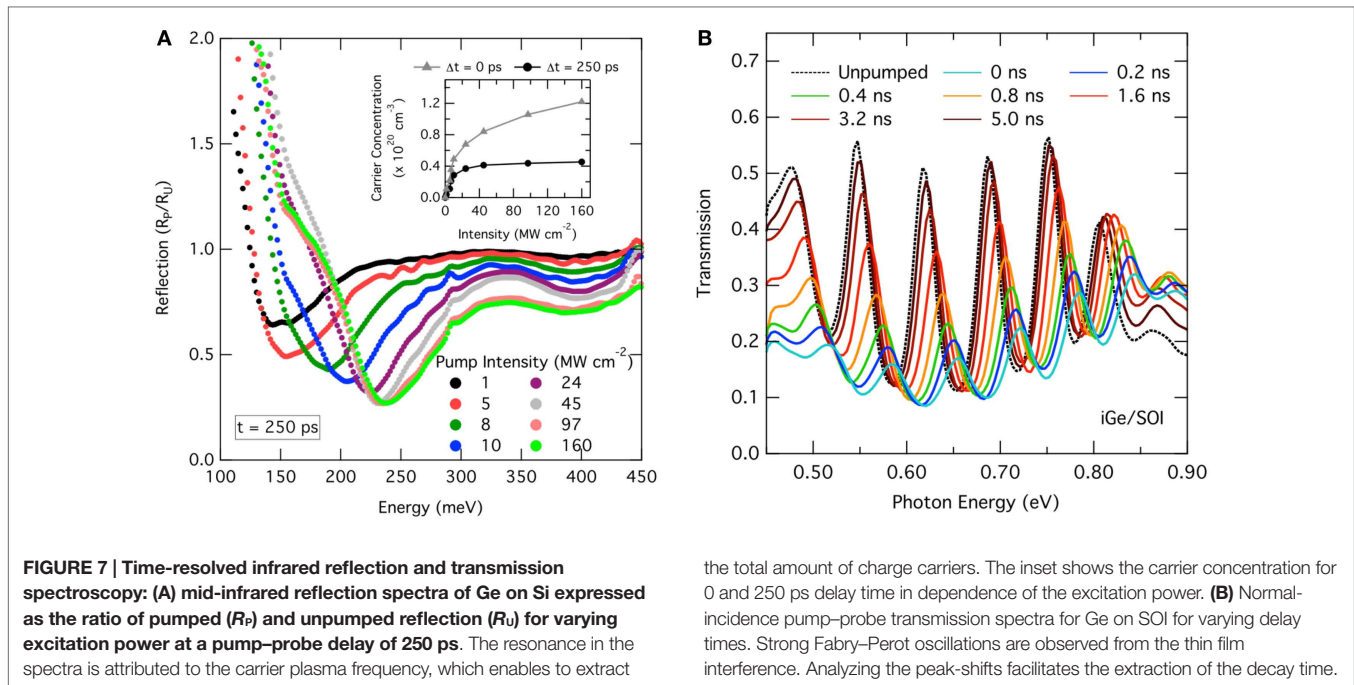 A
2.0
1.5
1.0
0.5
0.0
Reflection (RP/RU)
100 150 200 250 300 350 400 450
Energy (meV)
Δt = 0 ps Δt = 250 ps
1.2
0.8
0.4
0.0
Carrier Concentration
(x 10²⁰ cm⁻³)
0 40 80 120 160
Intensity (MW cm⁻²)
Pump Intensity (MW cm⁻²)
1 24
5 45
8 97
10 160
t = 250 ps
B
0.7
0.6
0.5
0.4
0.3
0.2
0.1
0.0
Transmission
Unpumped 0 ns 0.2 ns
0.4 ns 0.8 ns 1.6 ns
3.2 ns 5.0 ns
iGe/SOI
0.50 0.60 0.70 0.80 0.90
Photon Energy (eV)
FIGURE 7 | Time-resolved infrared reflection and transmission
spectroscopy: (A) mid-infrared reflection spectra of Ge on Si expressed
as the ratio of pumped (RP) and unpumped reflection (RU) for varying
excitation power at a pump–probe delay of 250 ps. The resonance in the
spectra is attributed to the carrier plasma frequency, which enables to extract
the total amount of charge carriers. The inset shows the carrier concentration for
0 and 250 ps delay time in dependence of the excitation power. (B) Normal-
incidence pump–probe transmission spectra for Ge on SOI for varying delay
times. Strong Fabry–Perot oscillations are observed from the thin film
interference. Analyzing the peak-shifts facilitates the extraction of the decay time.